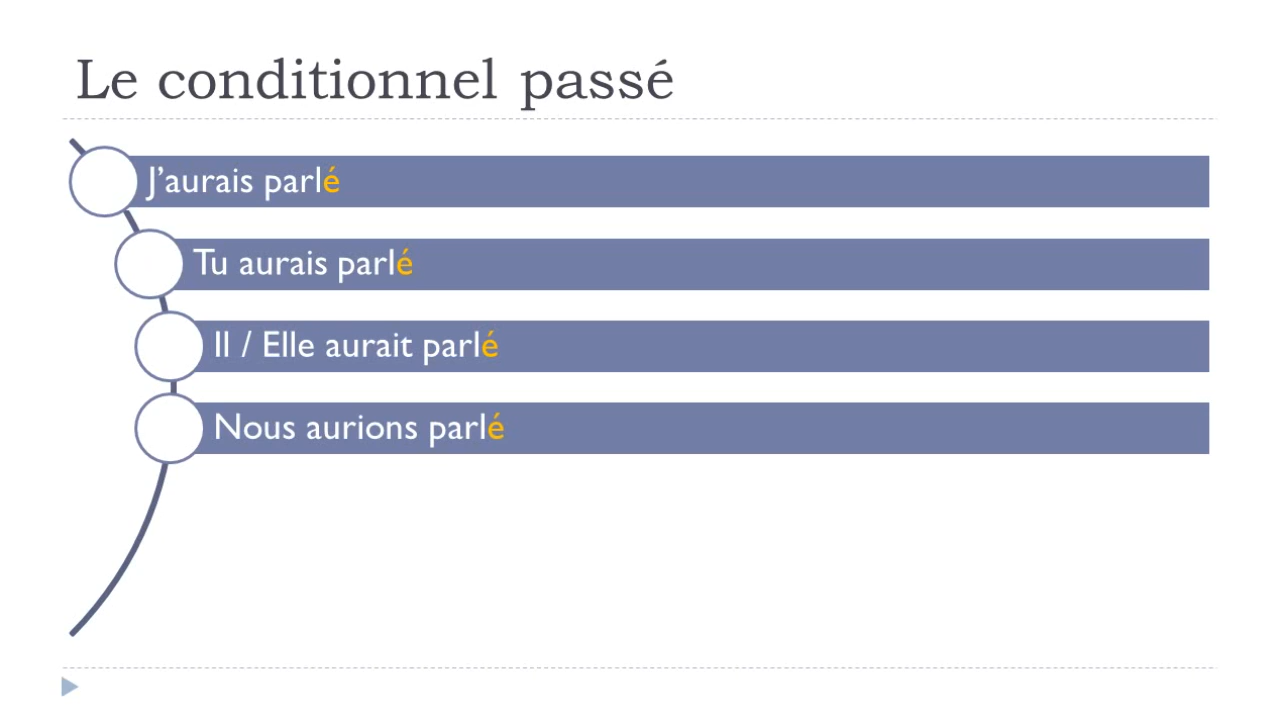 Le conditionnel passé
J’aurais parlé
Tu aurais parlé
Il / Elle aurait parlé
Nous aurions parlé